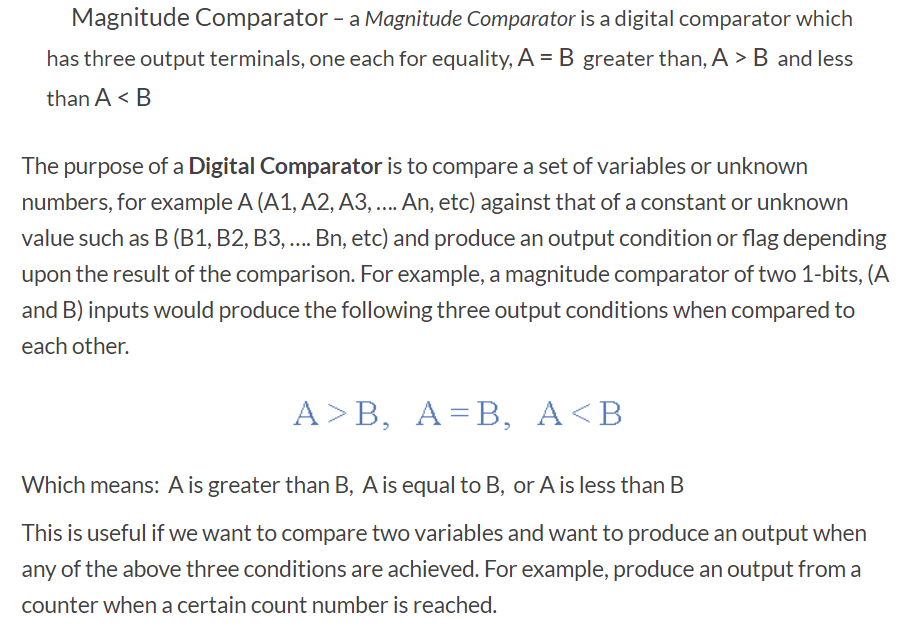 Magnitude Comparator – a Magnitude Comparator is a digital comparator which
has three output terminals, one each for equality, A = B greater than, A > B and less
than A < B
The purpose of a Digital Comparator is to compare a set of variables or unknown
numbers, for example A (A1, A2, A3, .... An, etc) against that of a constant or unknown
value such as B (B1, B2, B3, .... Bn, etc) and produce an output condition or flag depending
upon the result of the comparison. For example, a magnitude comparator of two 1-bits, (A
and B) inputs would produce the following three output conditions when compared to
each other.
A > B, A = B, A < B
Which means: A is greater than B, A is equal to B, or A is less than B
This is useful if we want to compare two variables and want to produce an output when
any of the above three conditions are achieved. For example, produce an output from a
counter when a certain count number is reached.